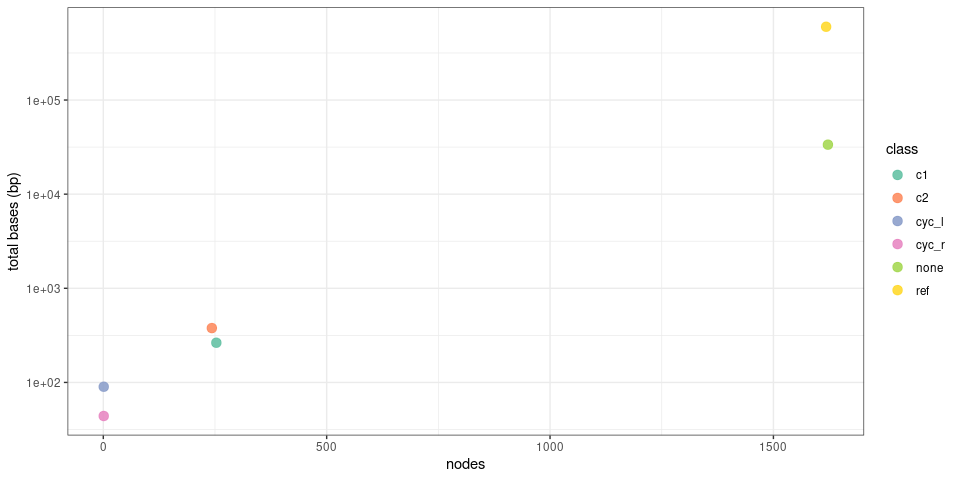 total bases (bp)
1e+05
1e+04
1e+03
1e+02
0
500
1000
1500
nodes
class
c1
c2
cyc_l
cyc_r
none
ref